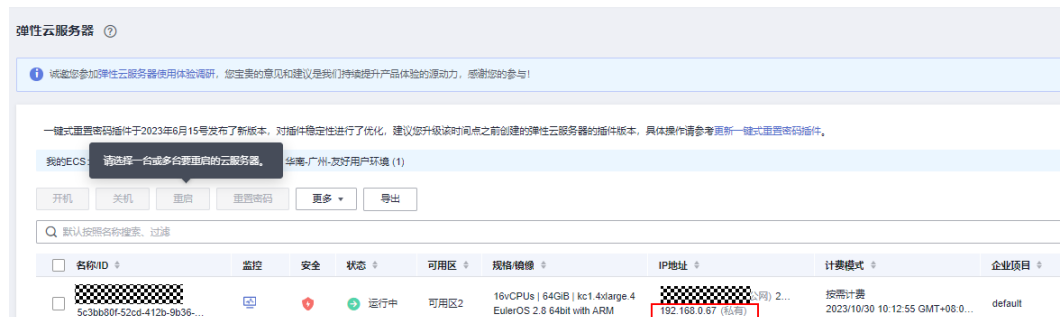 弹性云服务器
诚邀您参加弹性云服务器使用体验调研，您宝贵的意见和建议是我们持续提升产品体验的源动力，感谢您的参与！
一键式重置密码插件于2023年6月15号发布了新版本，对插件稳定性进行了优化，建议您升级该时间点之前创建的弹性云服务器的插件版本，具体操作请参考更新一键式重置密码插件。
我的ECS： 华南-广州-友好用户环境 (1)
请选择一台或多台要重启的云服务器。
开机 关机 重启 重置密码 更多 导出
默认按照名称搜索、过滤
名称/ID 监控 安全 状态 可用区 规格/镜像 IP地址 计费模式 企业项目
运行中 可用区2 16vCPUs | 64GiB | kc1.4xlarge.4 公网) 2... 按需计费 default
5c3bb80f-52cd-412b-9b36-... EulerOS 2.8 64bit with ARM 192.168.0.67 (私有) 2023/10/30 10:12:55 GMT+08:0...